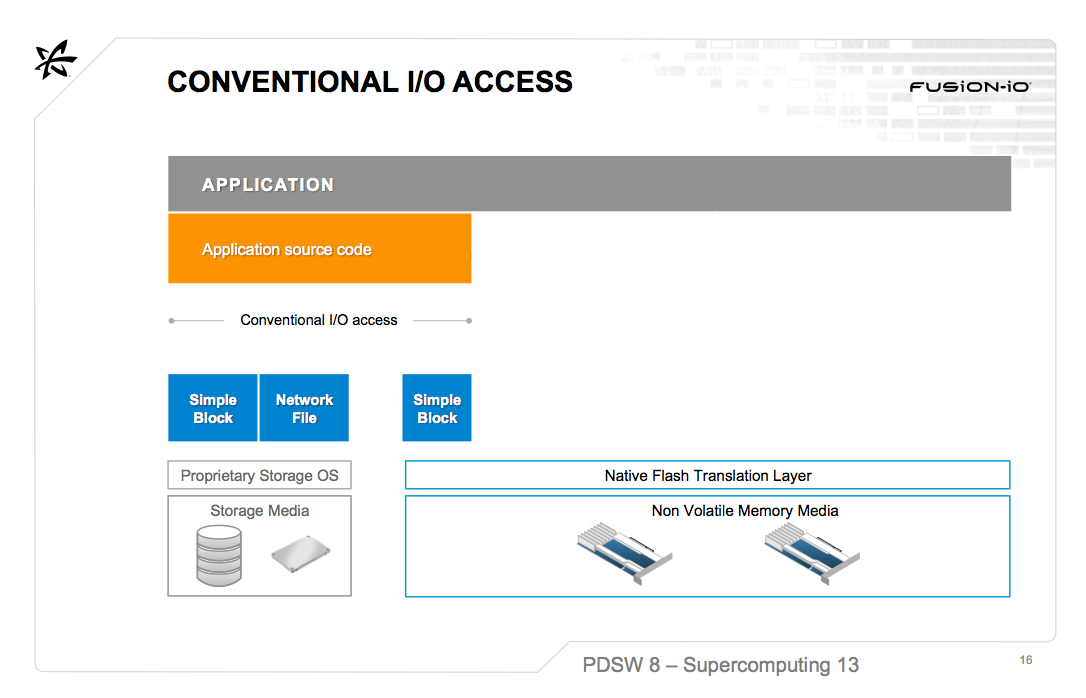 CONVENTIONAL I/O ACCESS
FUSiON-iO
APPLICATION
Application source code
Conventional I/O access
Simple
Block
Network
File
Simple
Block
Proprietary Storage OS
Native Flash Translation Layer
Storage Media
Non Volatile Memory Media
PDSW 8 – Supercomputing 13
16